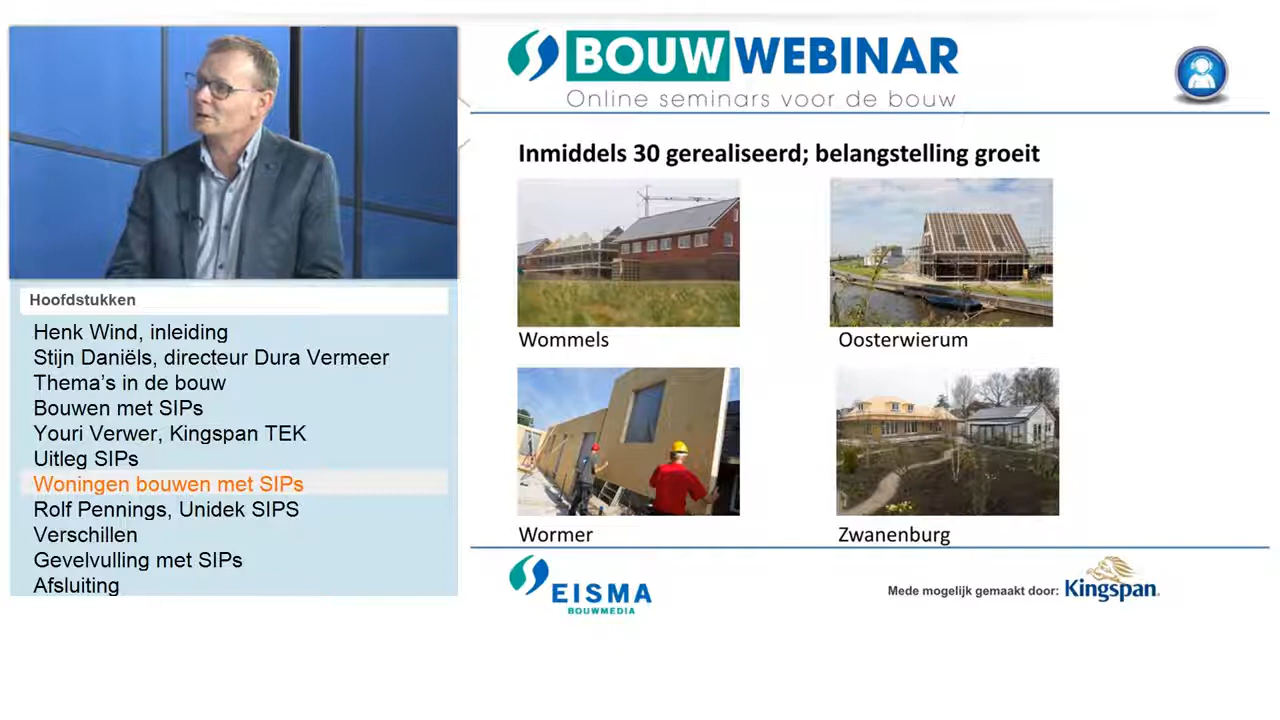 BOUWWEBINAR
Online seminars voor de bouw
Inmiddels 30 gerealiseerd; belangstelling groeit
Wommels
Oosterwierum
Wormer
Zwanenburg
Hoofdstukken
Henk Wind, inleiding
Stijn Daniëls, directeur Dura Vermeer
Thema's in de bouw
Bouwen met SIPs
Youri Verwer, Kingspan TEK
Uitleg SIPs
Woningen bouwen met SIPs
Rolf Pennings, Unidek SIPS
Verschillen
Gevelvulling met SIPs
Afsluiting
EISMA
BOUWMEDIA
Mede mogelijk gemaakt door: Kingspan.